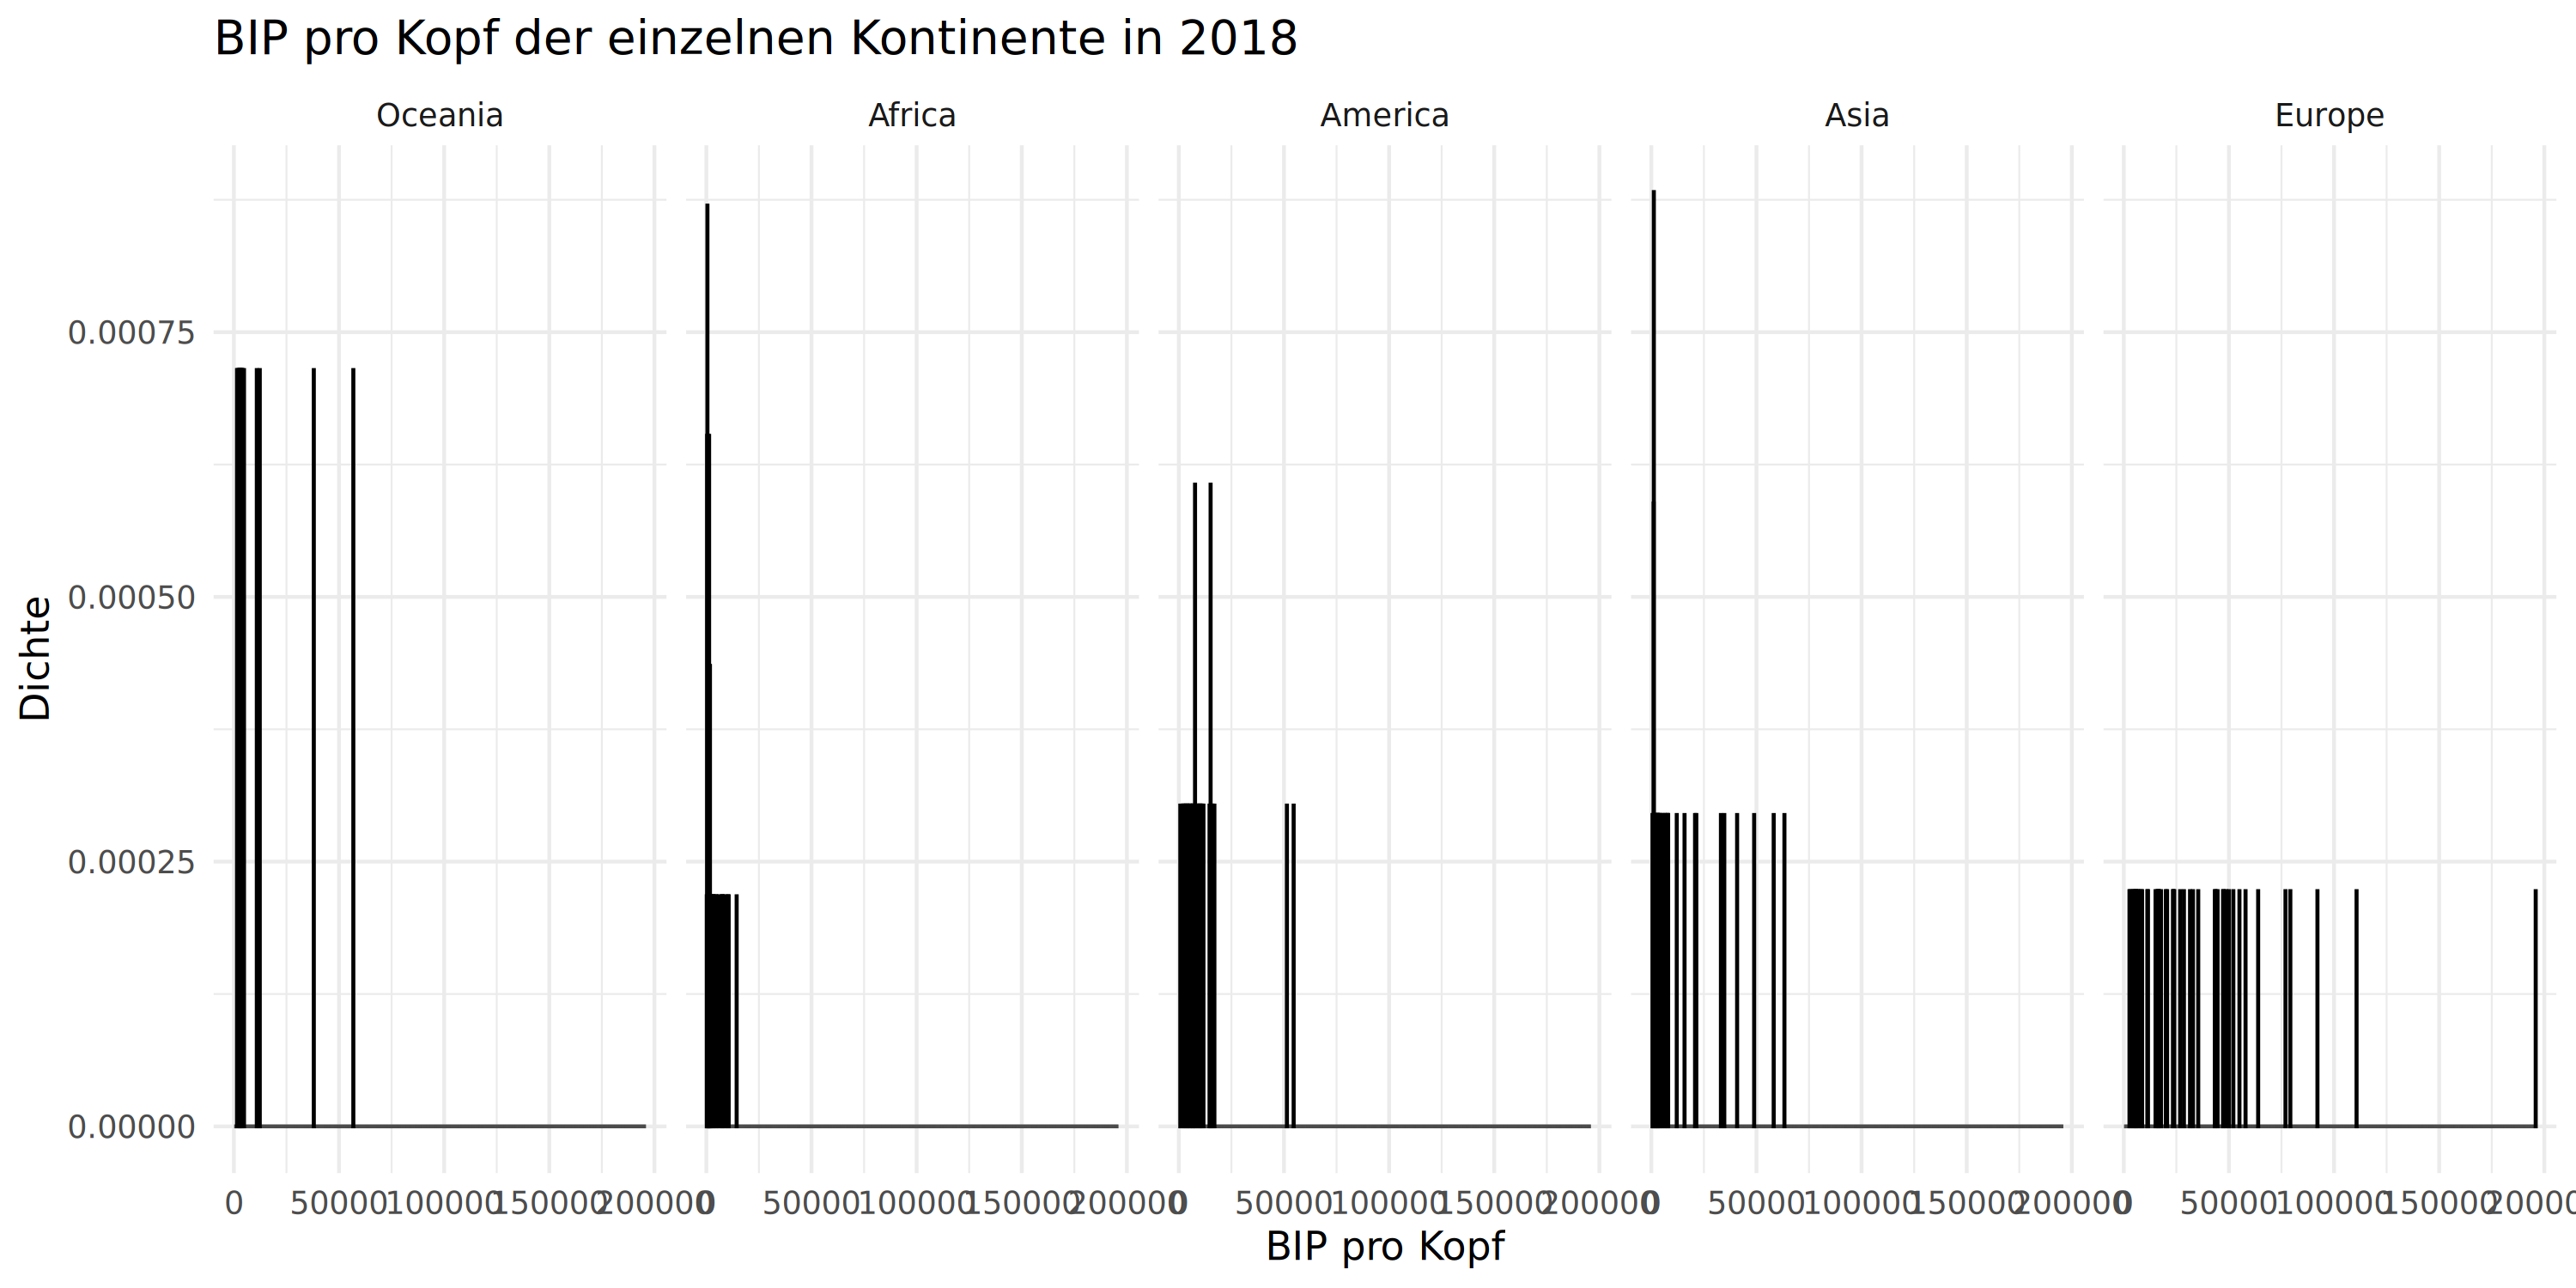 BIP pro Kopf der einzelnen Kontinente in 2018
Oceania Africa America Asia Europe
0.00075
0.00050
0.00025
0.00000
Dichte
0 50000 100000 150000 200000 0 50000 100000 150000 200000 0 50000 100000 150000 200000 0 50000 100000 150000 200000 0 50000 100000 150000 20000
BIP pro Kopf